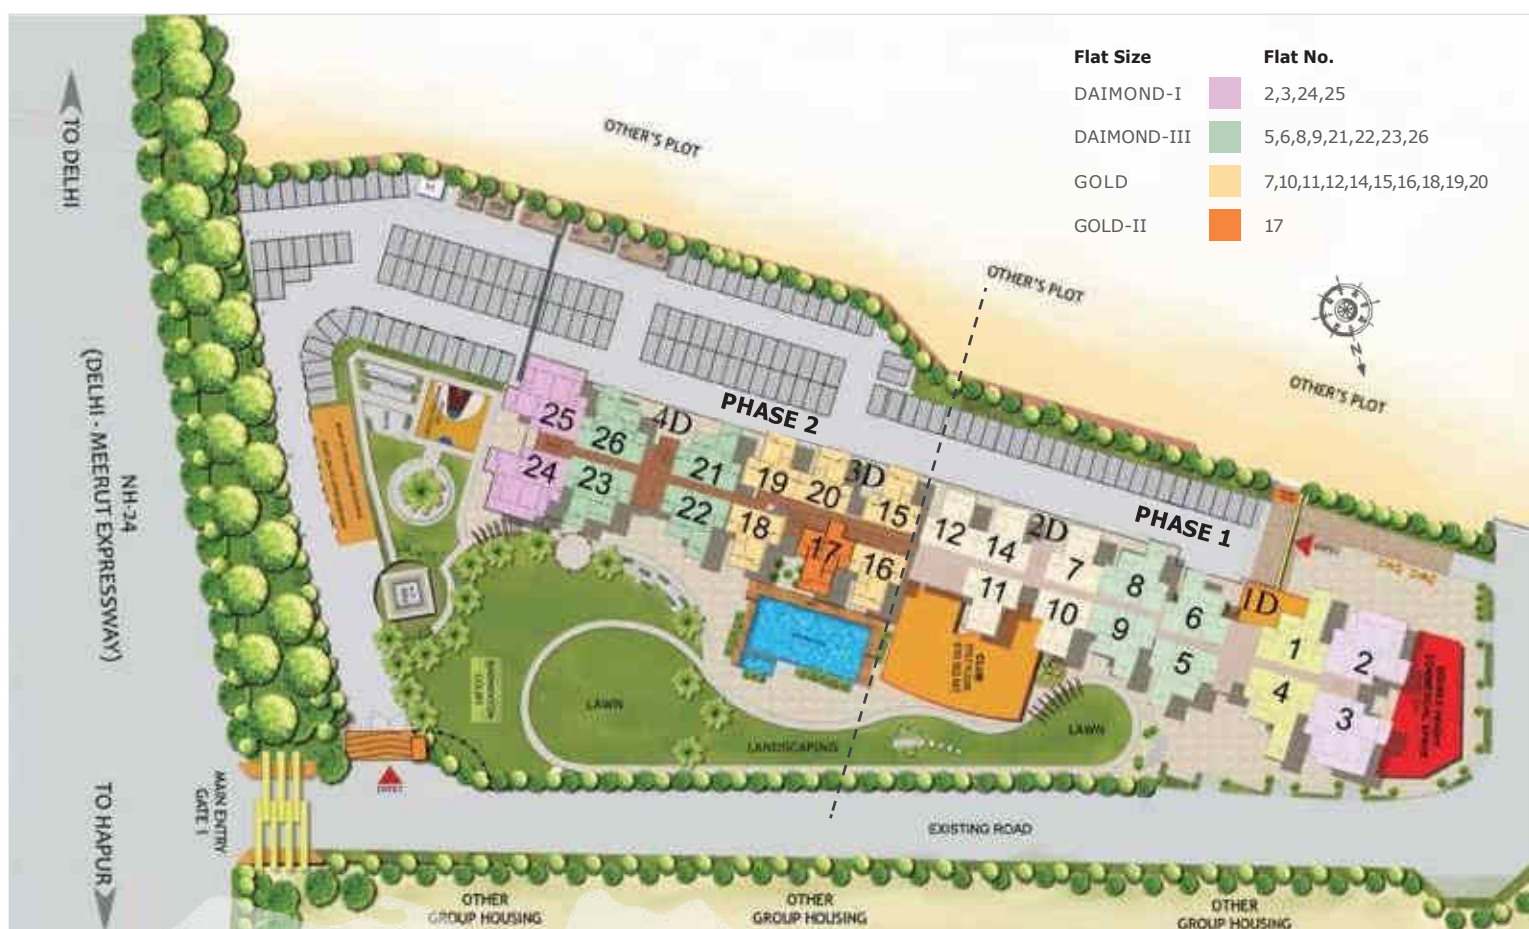 Flat Size Flat No.
DAIMOND-I 2,3,24,25
DAIMOND-III 5,6,8,9,21,22,23,26
GOLD 7,10,11,12,14,15,16,18,19,20
GOLD-II 17
OTHER'S PLOT
OTHER'S PLOT
OTHER'S PLOT
N
TO DELHI
NH-24
(DELHI - MEERUT EXPRESSWAY)
TO HAPUR
MAIN ENTRY
GATE 1
PHASE 2
PHASE 1
4D
3D
2D
1D
25
26
24
23
21
22
19
20
18
17
15
16
12
14
11
7
10
8
9
6
5
1
2
4
3
CLUB
BADMINTON
COURT
LAWN
LANDSCAPING
LAWN
EXISTING ROAD
OTHER
GROUP HOUSING
OTHER
GROUP HOUSING
OTHER
GROUP HOUSING